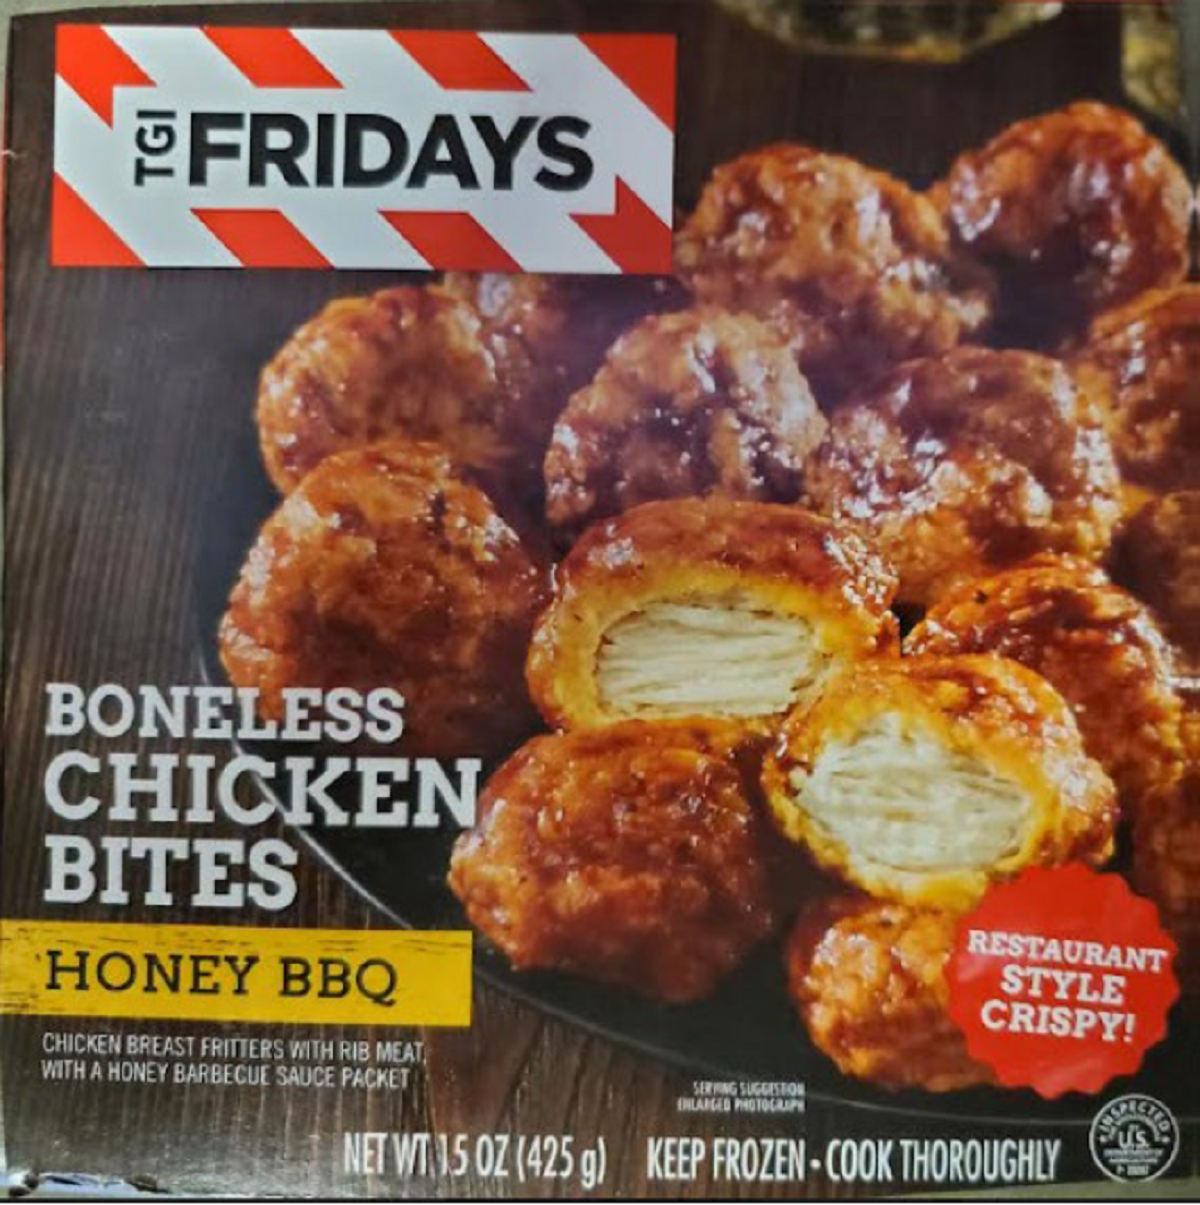 TGI FRIDAYS
BONELESS
CHICKEN
BITES
HONEY BBQ
CHICKEN BREAST FRITTERS WITH RIB MEAT,
WITH A HONEY BARBECUE SAUCE PACKET
RESTAURANT
STYLE
CRISPY!
SERVING SUGGESTION
ENLARGED PHOTOGRAPH
NET WT 15 OZ (425 g) KEEP FROZEN - COOK THOROUGHLY
INSPECTED
U.S.